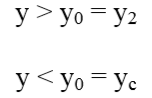 y > y₀ = y₂
y < y₀ = y꜀